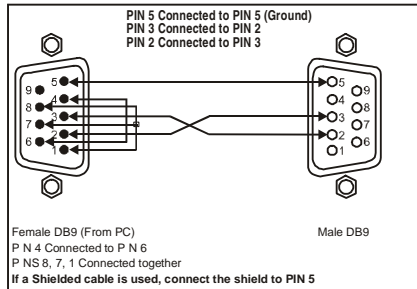 PIN 5 Connected to PIN 5 (Ground)
PIN 3 Connected to PIN 2
PIN 2 Connected to PIN 3
5 5
9 4 4 9
8 3 3 8
7 2 2 7
6 1 1 6
Female DB9 (From PC) Male DB9
P N 4 Connected to P N 6
P NS 8, 7, 1 Connected together
If a Shielded cable is used, connect the shield to PIN 5